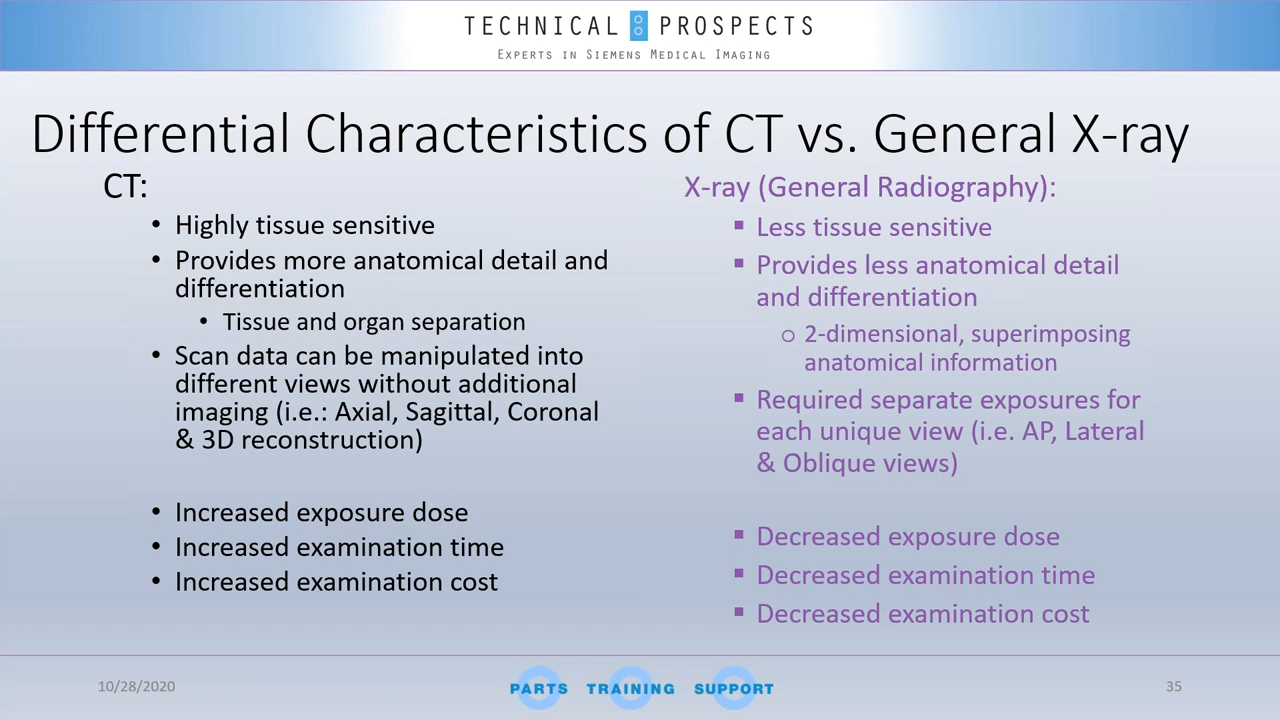 TECHNICAL PROSPECTS
EXPERTS IN SIEMENS MEDICAL IMAGING
Differential Characteristics of CT vs. General X-ray
CT:
• Highly tissue sensitive
• Provides more anatomical detail and
differentiation
• Tissue and organ separation
• Scan data can be manipulated into
different views without additional
imaging (i.e.: Axial, Sagittal, Coronal
& 3D reconstruction)
• Increased exposure dose
• Increased examination time
• Increased examination cost
X-ray (General Radiography):
▪ Less tissue sensitive
▪ Provides less anatomical detail
and differentiation
o 2-dimensional, superimposing
anatomical information
▪ Required separate exposures for
each unique view (i.e. AP, Lateral
& Oblique views)
▪ Decreased exposure dose
▪ Decreased examination time
▪ Decreased examination cost
10/28/2020
PARTS TRAINING SUPPORT
35